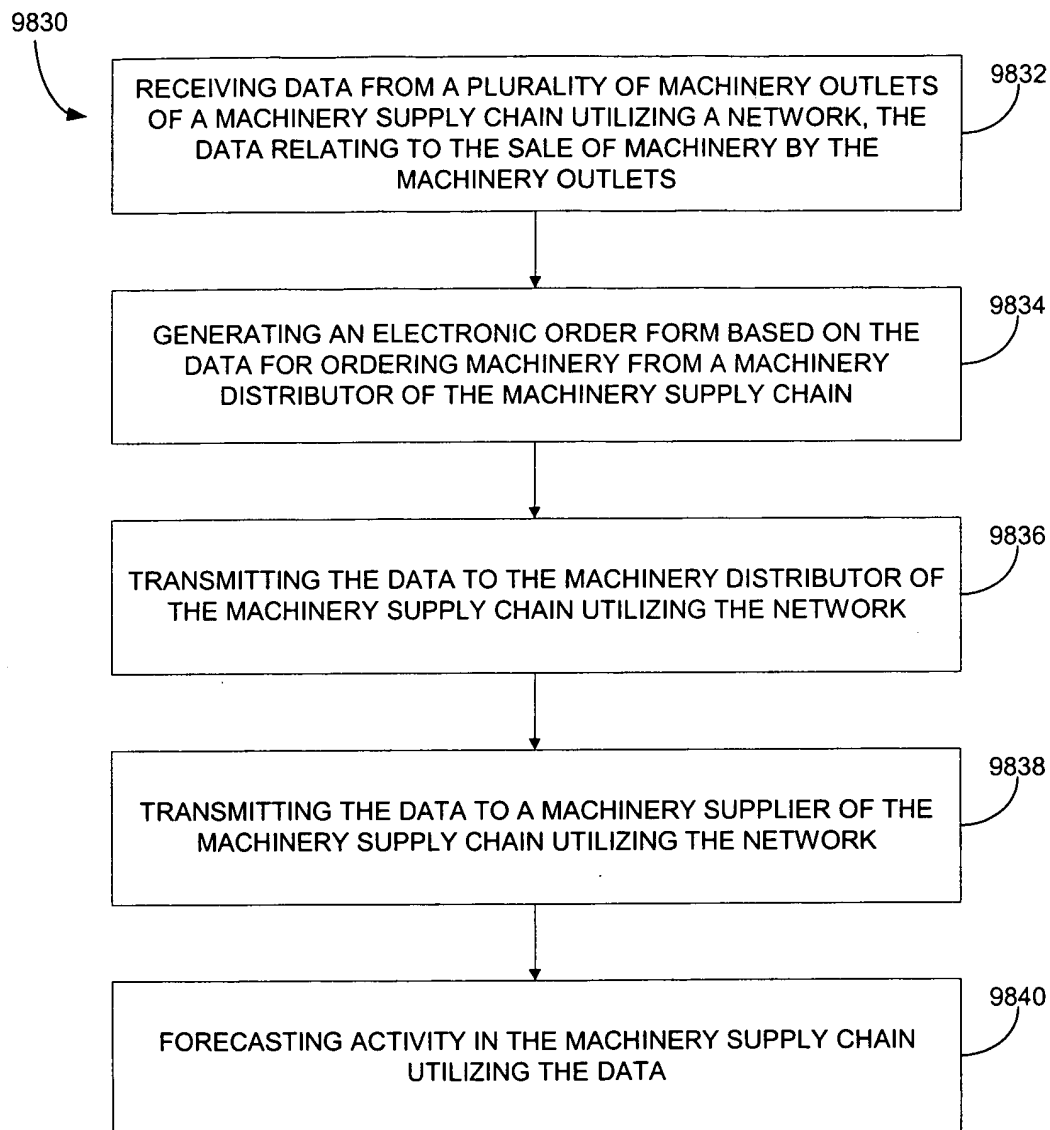 9830
9832
RECEIVING DATA FROM A PLURALITY OF MACHINERY OUTLETS
OF A MACHINERY SUPPLY CHAIN UTILIZING A NETWORK, THE
DATA RELATING TO THE SALE OF MACHINERY BY THE
MACHINERY OUTLETS
9834
GENERATING AN ELECTRONIC ORDER FORM BASED ON THE
DATA FOR ORDERING MACHINERY FROM A MACHINERY
DISTRIBUTOR OF THE MACHINERY SUPPLY CHAIN
9836
TRANSMITTING THE DATA TO THE MACHINERY DISTRIBUTOR OF
THE MACHINERY SUPPLY CHAIN UTILIZING THE NETWORK
9838
TRANSMITTING THE DATA TO A MACHINERY SUPPLIER OF THE
MACHINERY SUPPLY CHAIN UTILIZING THE NETWORK
9840
FORECASTING ACTIVITY IN THE MACHINERY SUPPLY CHAIN
UTILIZING THE DATA